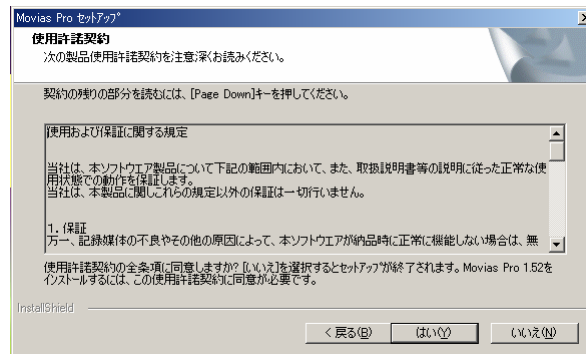 Movias Pro セットアップ
使用許諾契約
次の製品使用許諾契約を注意深くお読みください。
契約の残りの部分を読むには、[Page Down]キーを押してください。
使用および保証に関する規定
当社は、本ソフトウエア製品について下記の範囲内において、また、取扱説明書等の説明に従った正常な使
用状態での動作を保証します。
当社は、本製品に関しこれらの規定以外の保証は一切行いません。
1. 保証
万一、記録媒体の不良やその他の原因によって、本ソフトウエアが納品時に正常に機能しない場合は、無
使用許諾契約の全条項に同意しますか? [いいえ]を選択するとセットアップが終了されます。Movias Pro 1.52を
インストールするには、この使用許諾契約に同意が必要です。
InstallShield
< 戻る(B) はい(Y) いいえ(N)